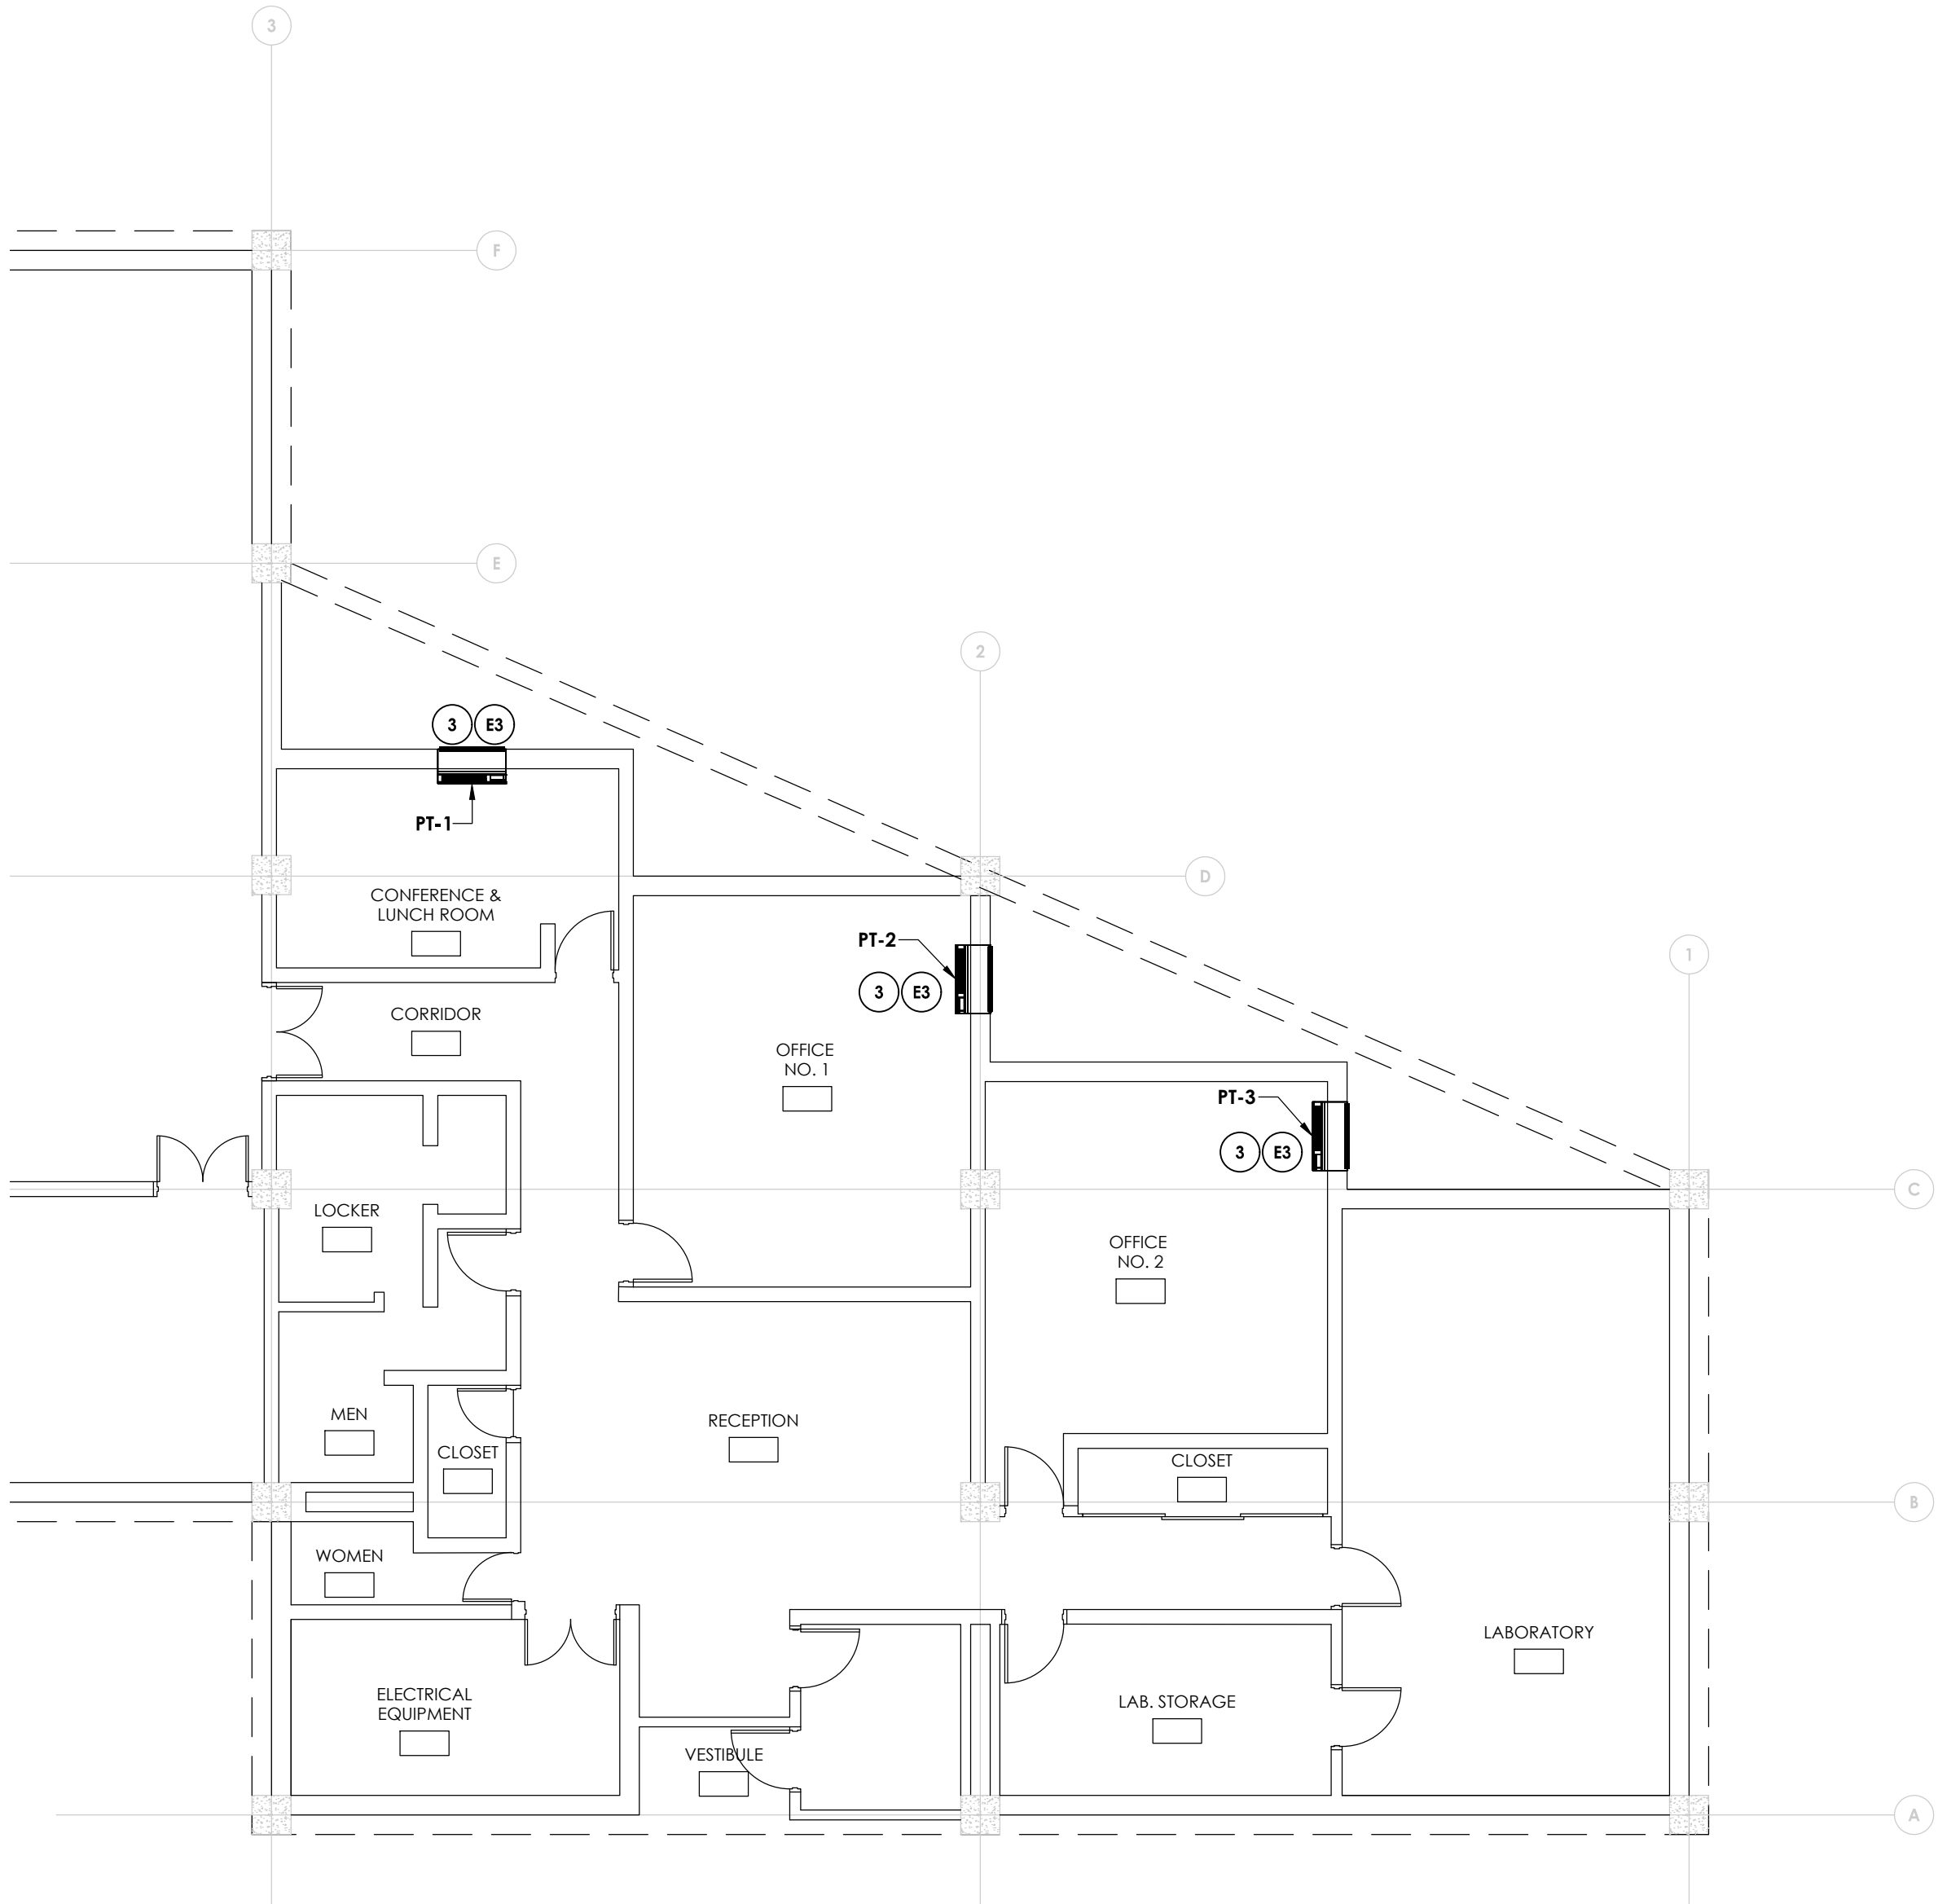 3
F
E
2
3 E3
PT-1
D
CONFERENCE &
LUNCH ROOM
PT-2
1
3 E3
CORRIDOR
OFFICE
NO. 1
PT-3
3 E3
C
LOCKER
OFFICE
NO. 2
MEN
RECEPTION
CLOSET
CLOSET
B
WOMEN
LABORATORY
ELECTRICAL
EQUIPMENT
LAB. STORAGE
VESTIBULE
A